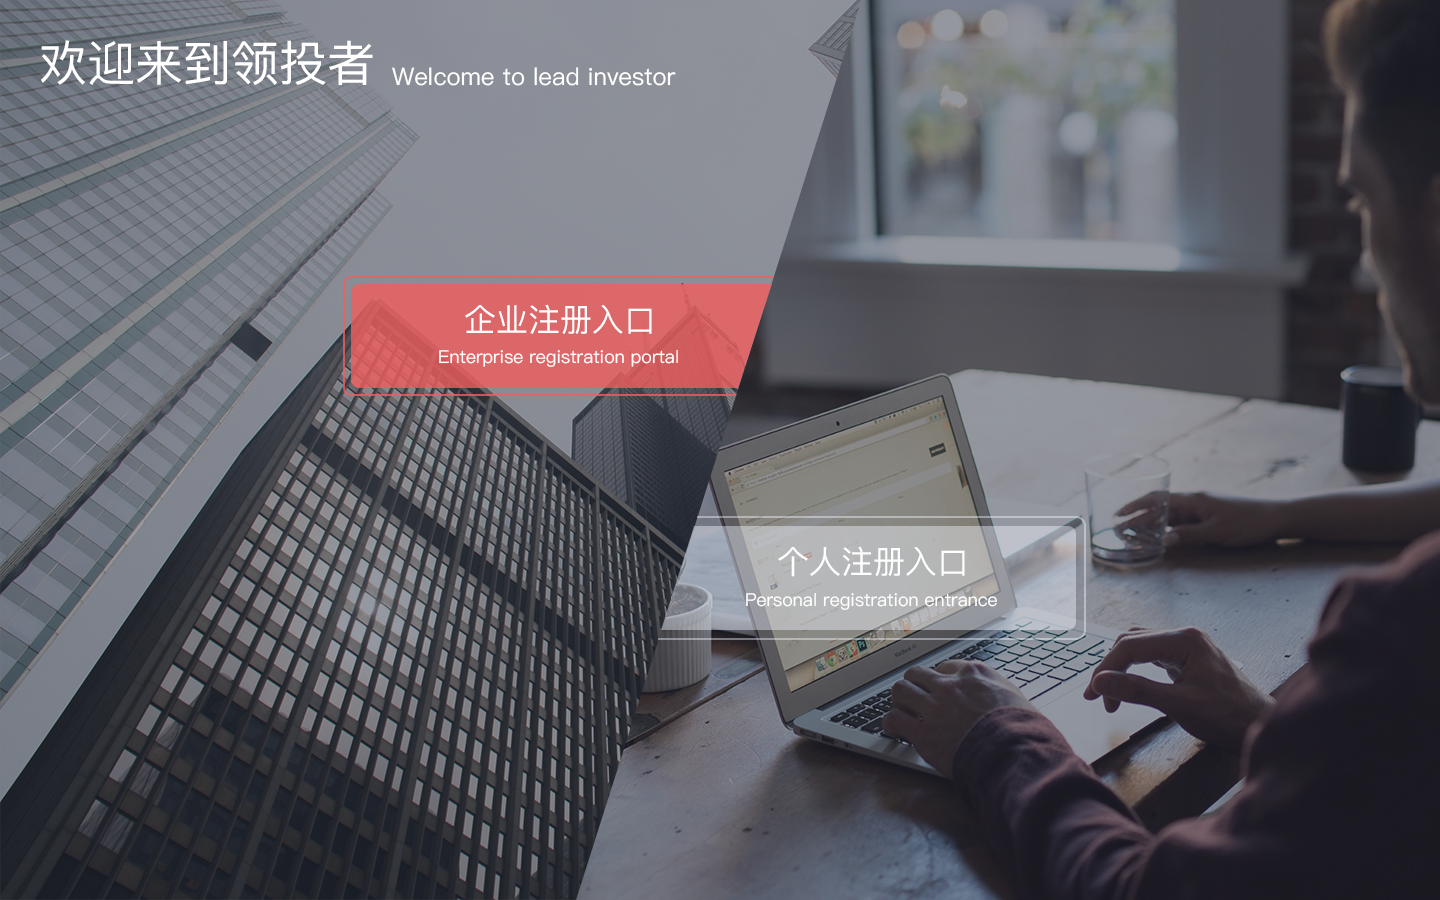 欢迎来到领投者 Welcome to lead investor
企业注册入口
Enterprise registration portal
个人注册入口
Personal registration entrance